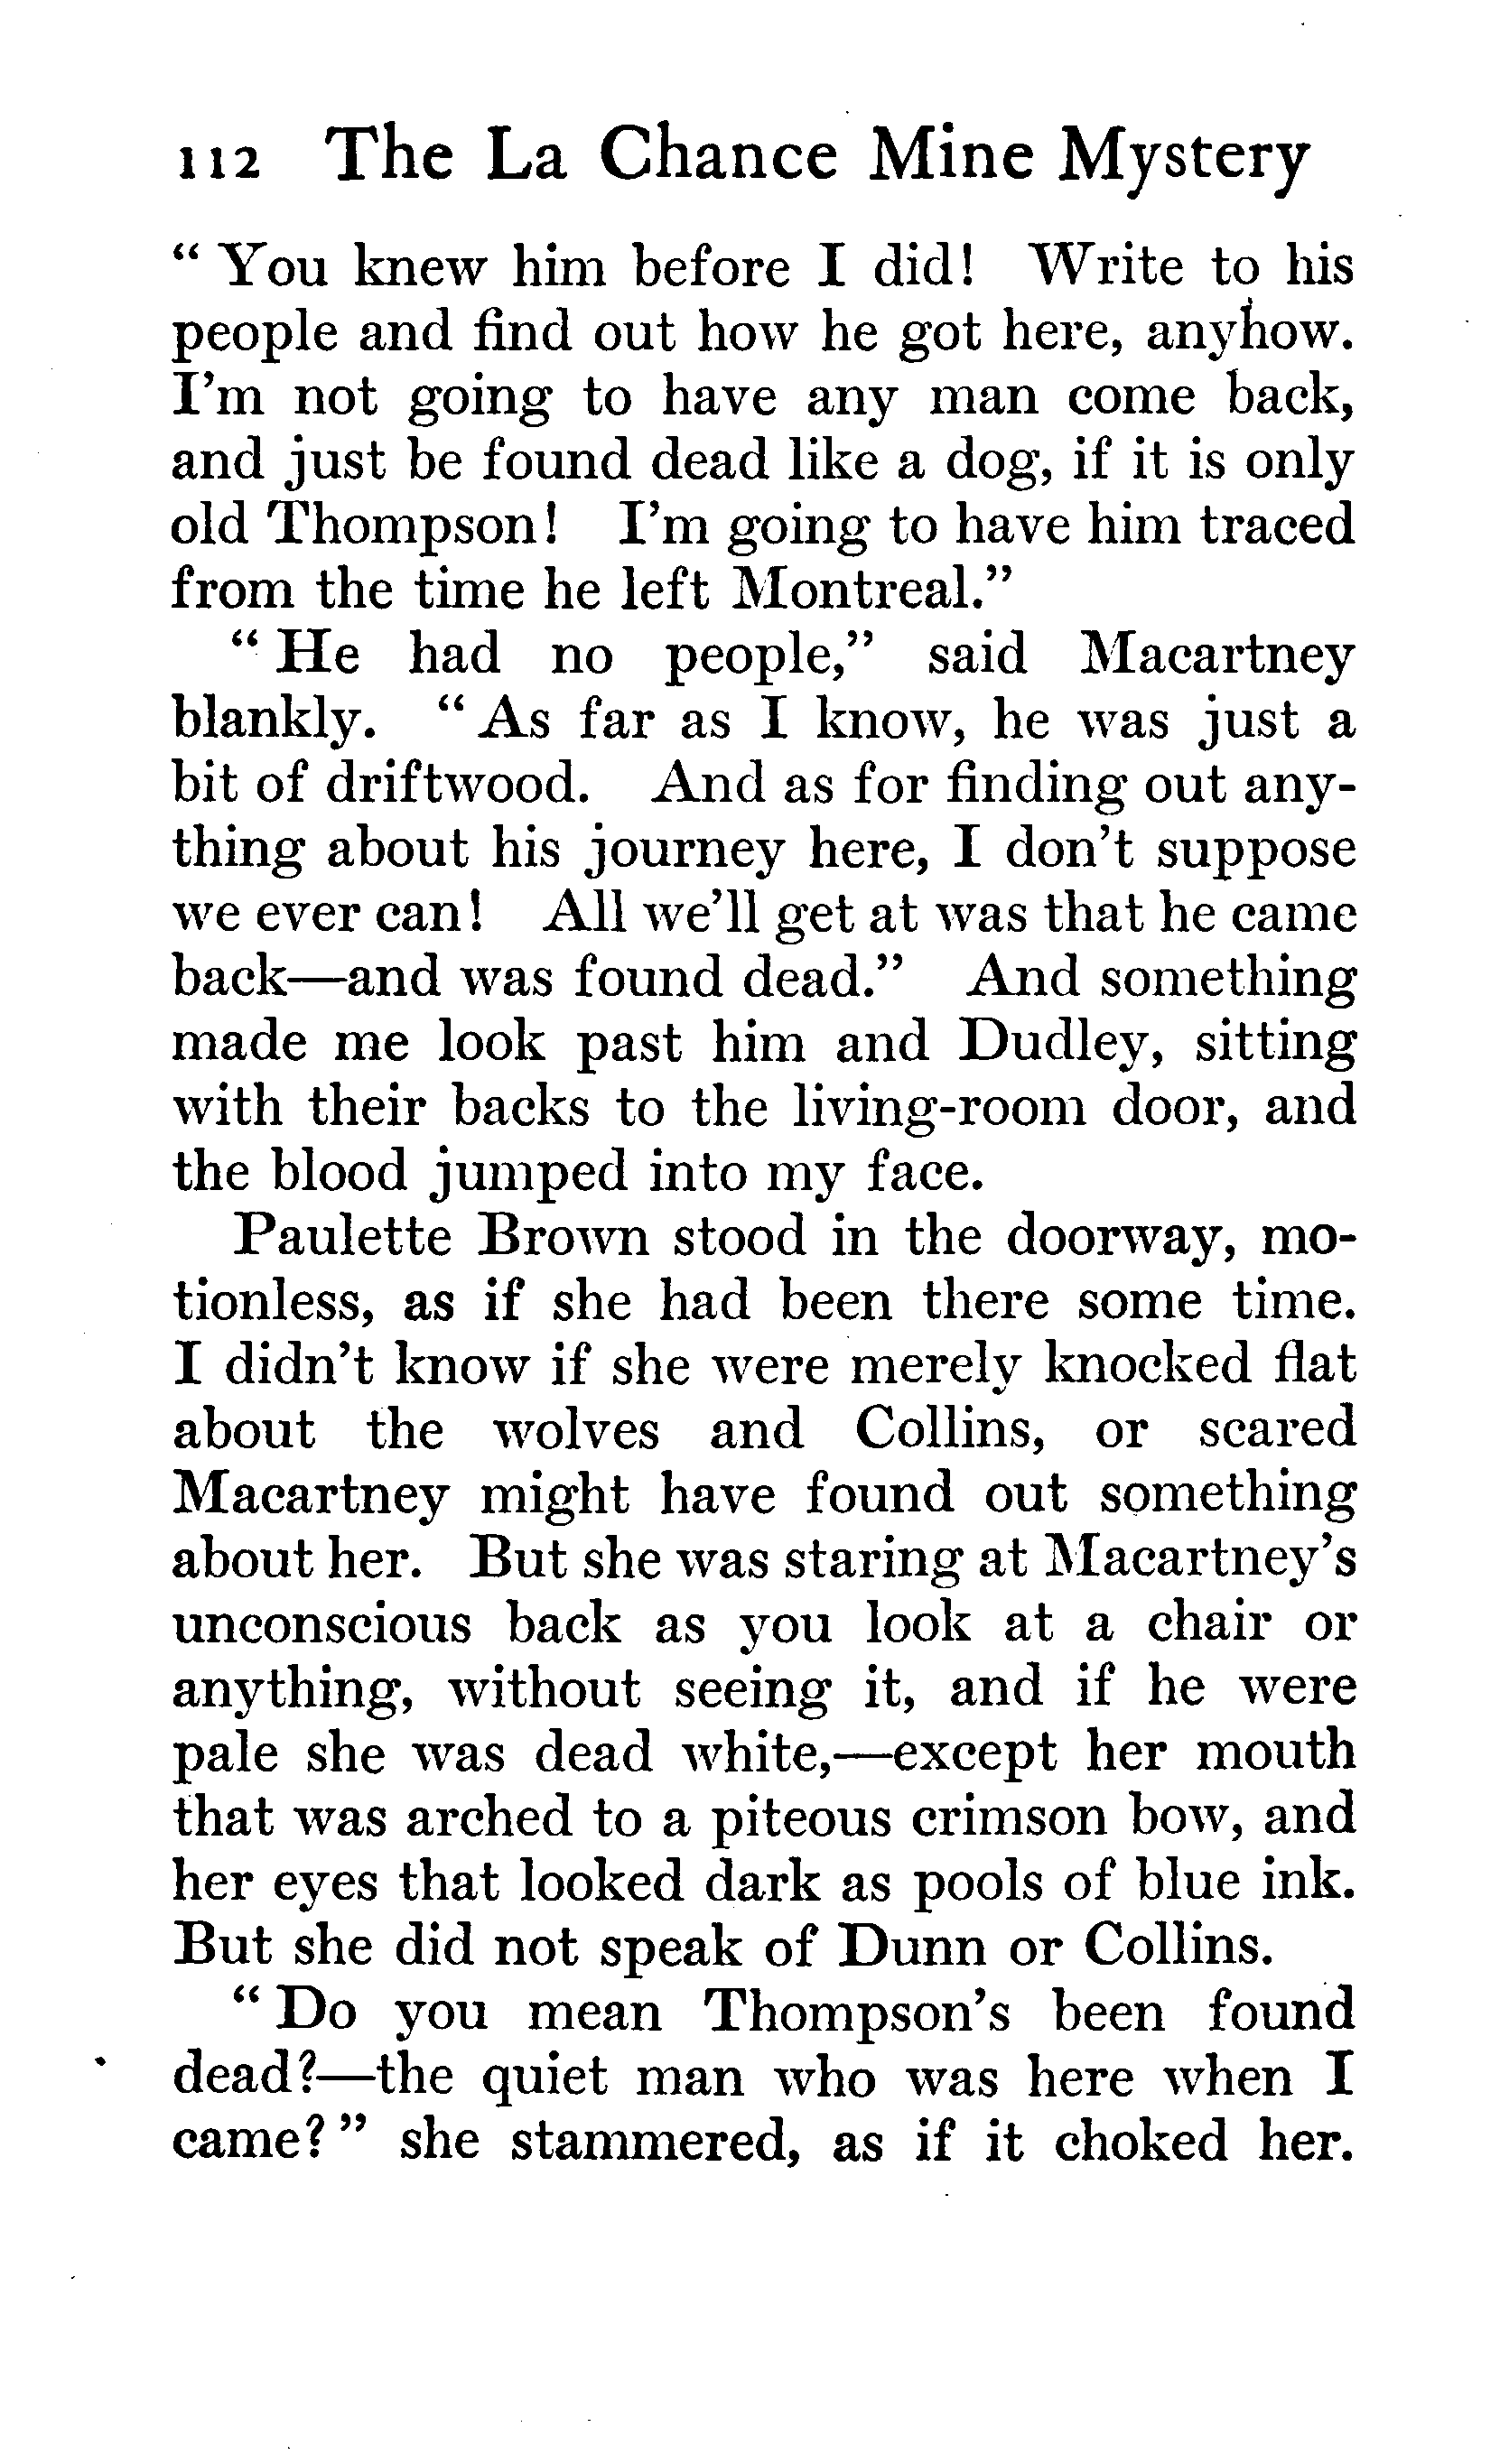 112 The La Chance Mine Mystery
“ You knew him before I did! Write to his
people and find out how he got here, anyhow.
I’m not going to have any man come back,
and just be found dead like a dog, if it is only
old Thompson! I’m going to have him traced
from the time he left Montreal.”
“ He had no people,” said Macartney
blankly. “ As far as I know, he was just a
bit of driftwood. And as for finding out any-
thing about his journey here, I don’t suppose
we ever can! All we’ll get at was that he came
back—and was found dead.” And something
made me look past him and Dudley, sitting
with their backs to the living-room door, and
the blood jumped into my face.
Paulette Brown stood in the doorway, mo-
tionless, as if she had been there some time.
I didn’t know if she were merely knocked flat
about the wolves and Collins, or scared
Macartney might have found out something
about her. But she was staring at Macartney’s
unconscious back as you look at a chair or
anything, without seeing it, and if he were
pale she was dead white,—except her mouth
that was arched to a piteous crimson bow, and
her eyes that looked dark as pools of blue ink.
But she did not speak of Dunn or Collins.
“ Do you mean Thompson’s been found
dead?—the quiet man who was here when I
came? ” she stammered, as if it choked her.